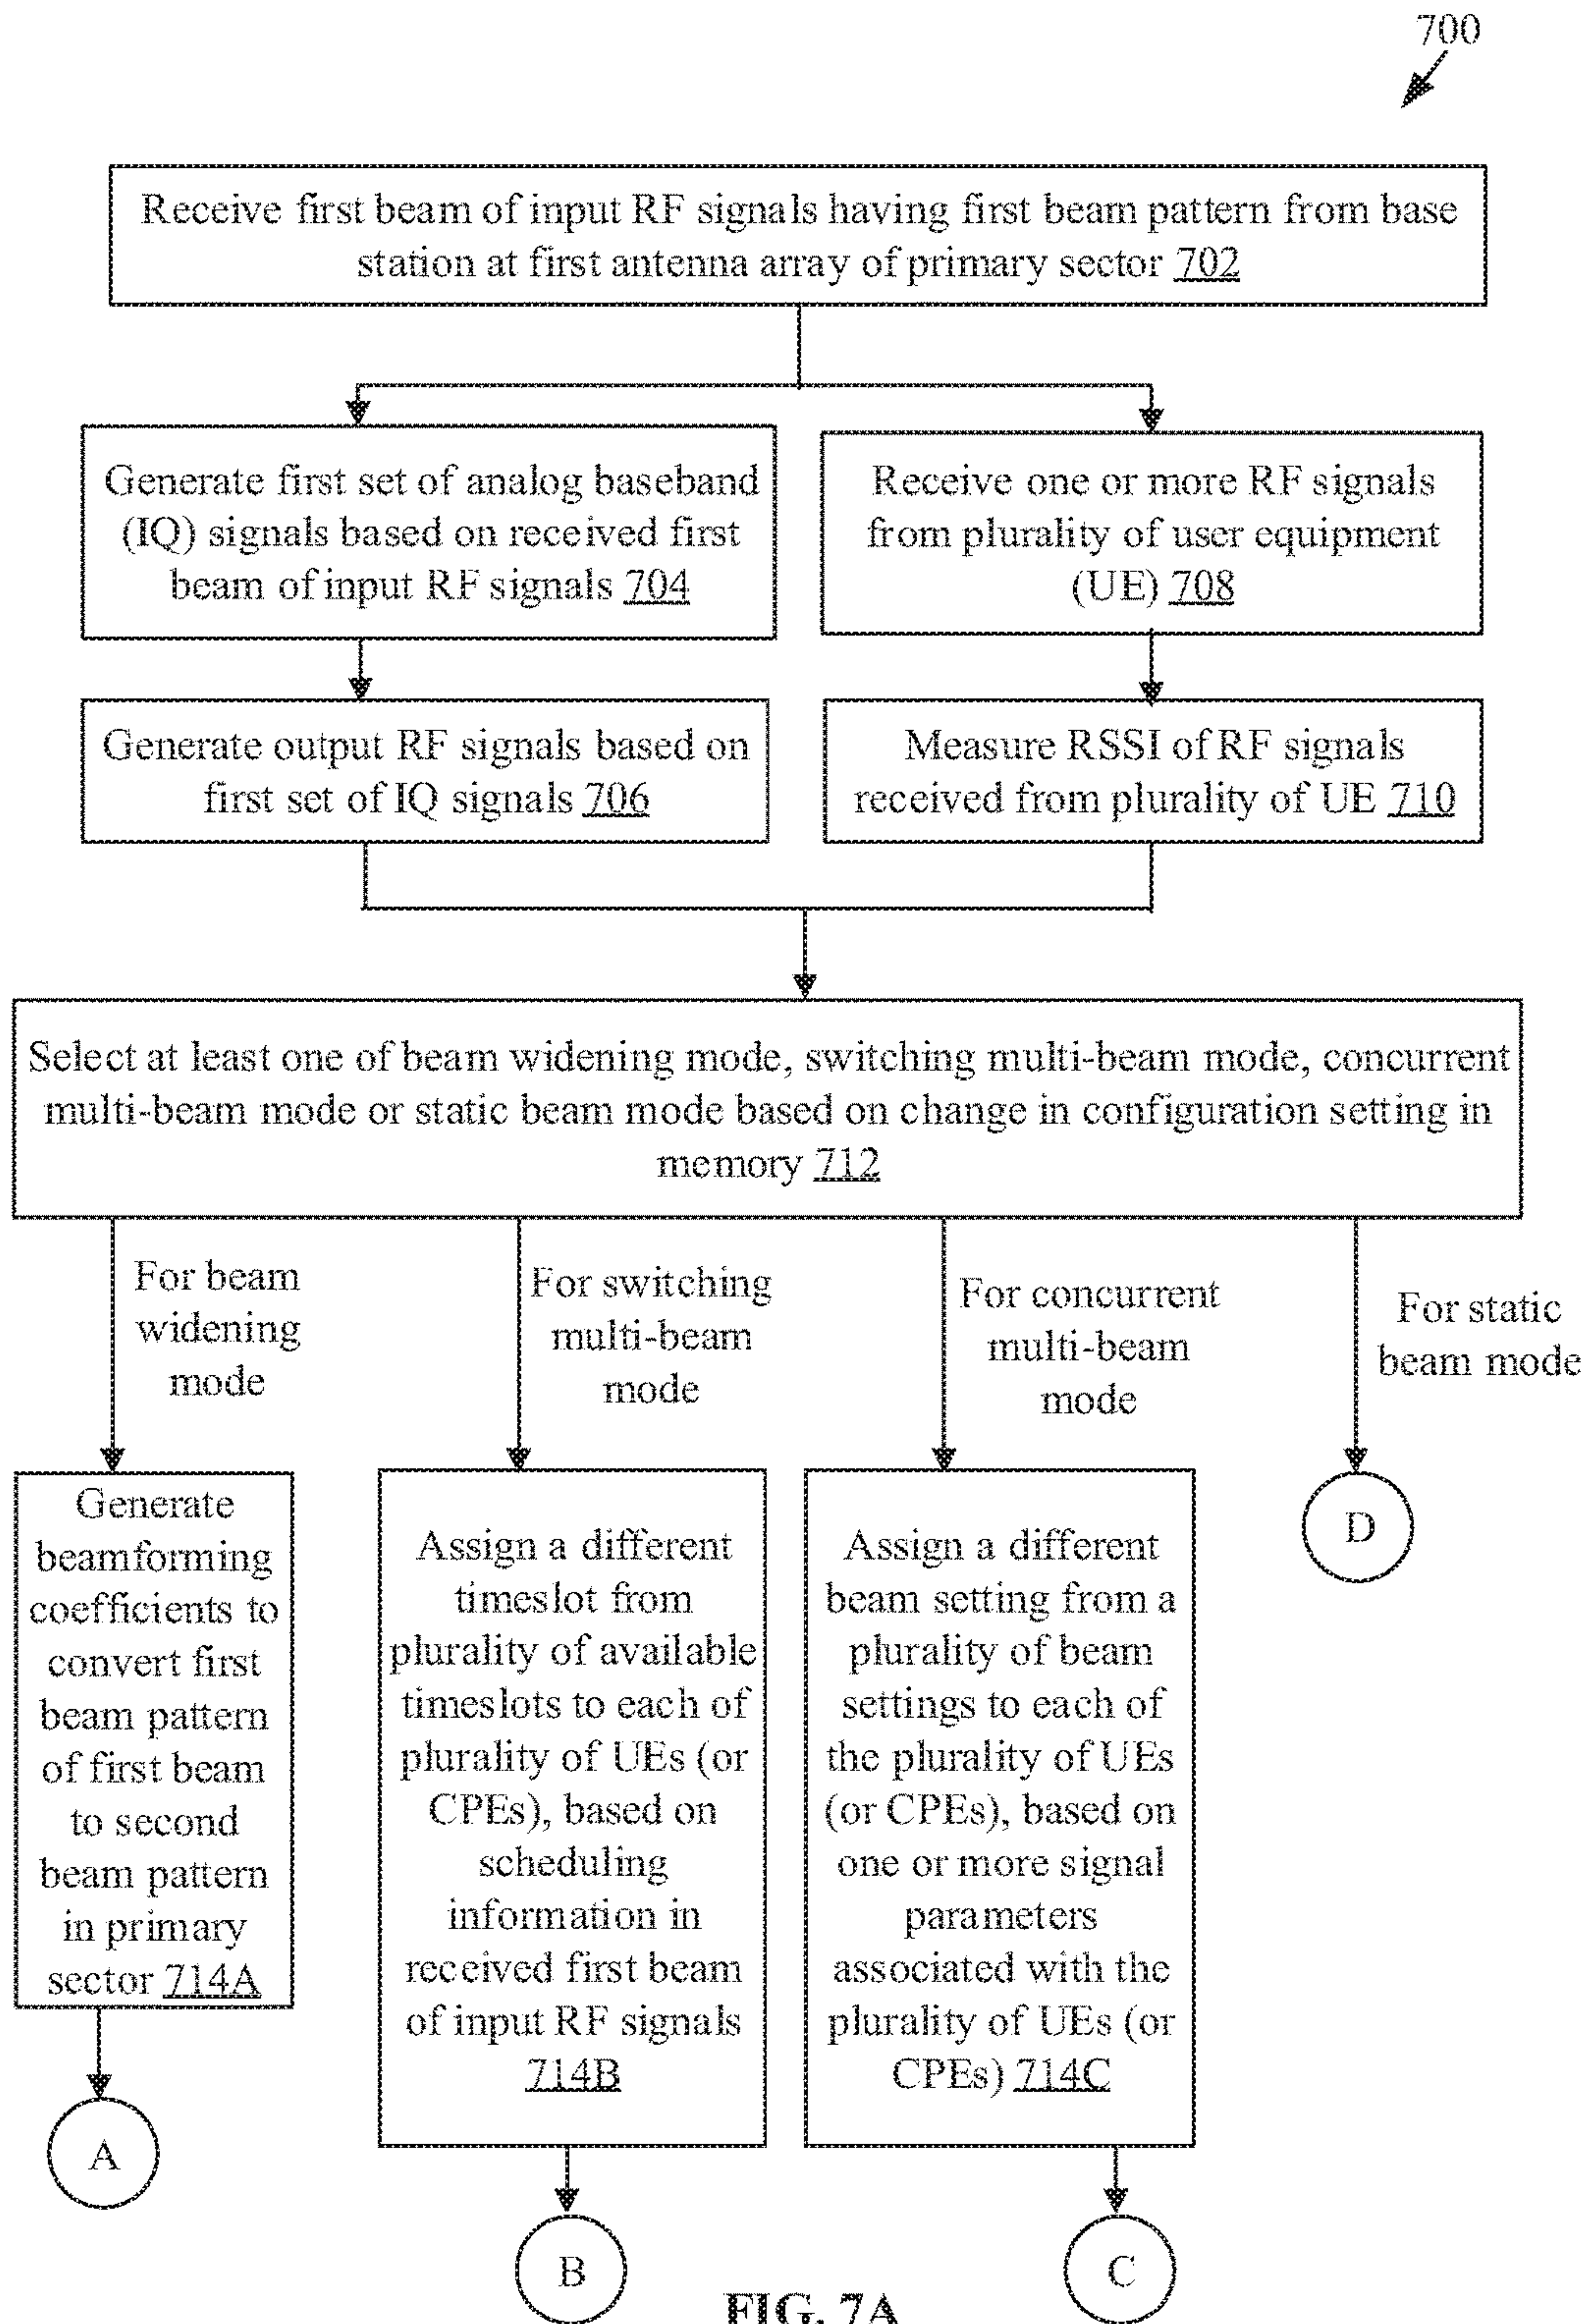 700
Receive first beam of input RF signals having first beam pattern from base
station at first antenna array of primary sector 702
Generate first set of analog baseband
(IQ) signals based on received first
beam of input RF signals 704
Receive one or more RF signals
from plurality of user equipment
(UE) 708
Generate output RF signals based on
first set of IQ signals 706
Measure RSSI of RF signals
received from plurality of UE 710
Select at least one of beam widening mode, switching multi-beam mode, concurrent
multi-beam mode or static beam mode based on change in configuration setting in
memory 712
For beam
widening
mode
For switching
multi-beam
mode
For concurrent
multi-beam
mode
For static
beam mode
Generate
beamforming
coefficients to
convert first
beam pattern
of first beam
to second
beam pattern
in primary
sector 714A
Assign a different
timeslot from
plurality of available
timeslots to each of
plurality of UEs (or
CPEs), based on
scheduling
information in
received first beam
of input RF signals
714B
Assign a different
beam setting from a
plurality of beam
settings to each of
the plurality of UEs
(or CPEs), based on
one or more signal
parameters
associated with the
plurality of UEs (or
CPEs) 714C
D
A
B
C
FIG. 7A